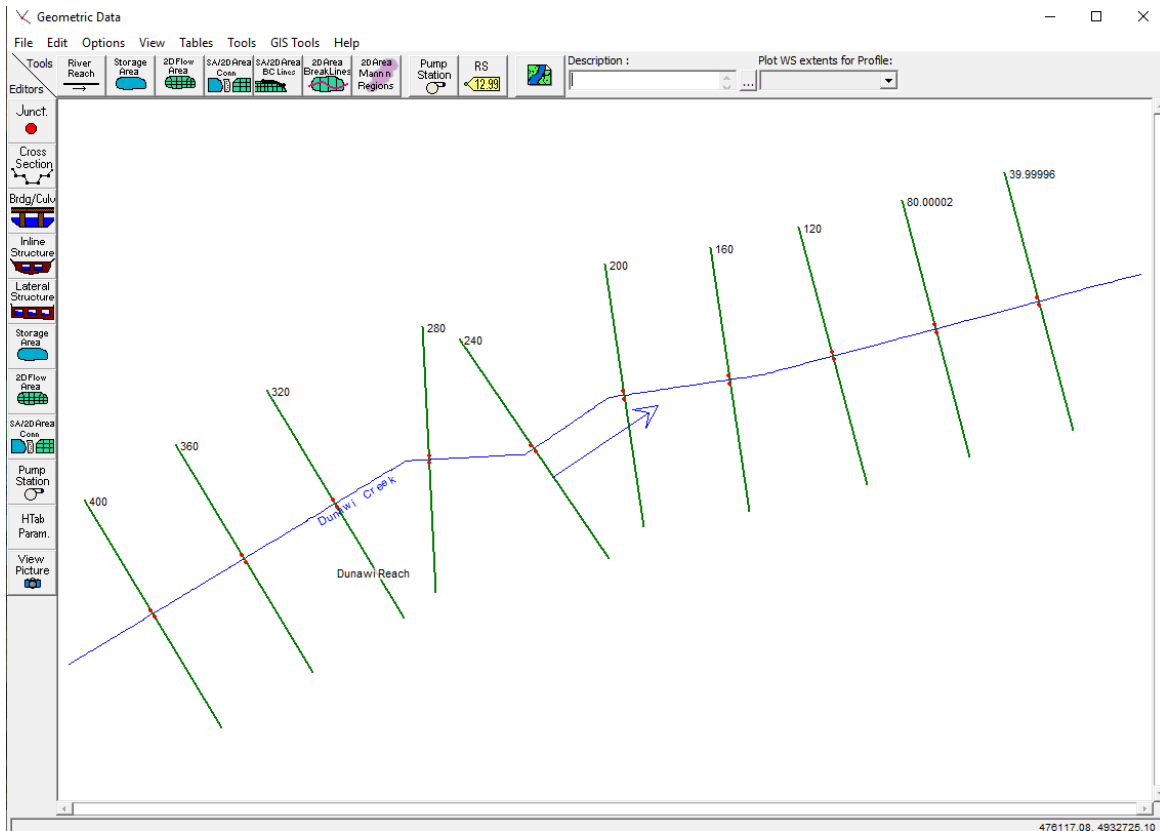 Geometric Data
File Edit Options View Tables Tools GIS Tools Help
Tools
Editors
River
Reach
Storage
Area
2D Flow
Area
SA/2D Area
Conn
SA/2D Area
BC Lines
2D Area
BreakLines
2D Area
Mann n
Regions
Pump
Station
RS
12.99
Description :
...
Plot WS extents for Profile:
Junct.
Cross
Section
Brdg/Culv
Inline
Structure
Lateral
Structure
Storage
Area
2D Flow
Area
SA/2D Area
Conn
Pump
Station
HTab
Param.
View
Picture
39.99996
80.00002
120
160
200
280
240
320
360
400
Dunawi Creek
Dunawi Reach
476117.08, 4932725.10